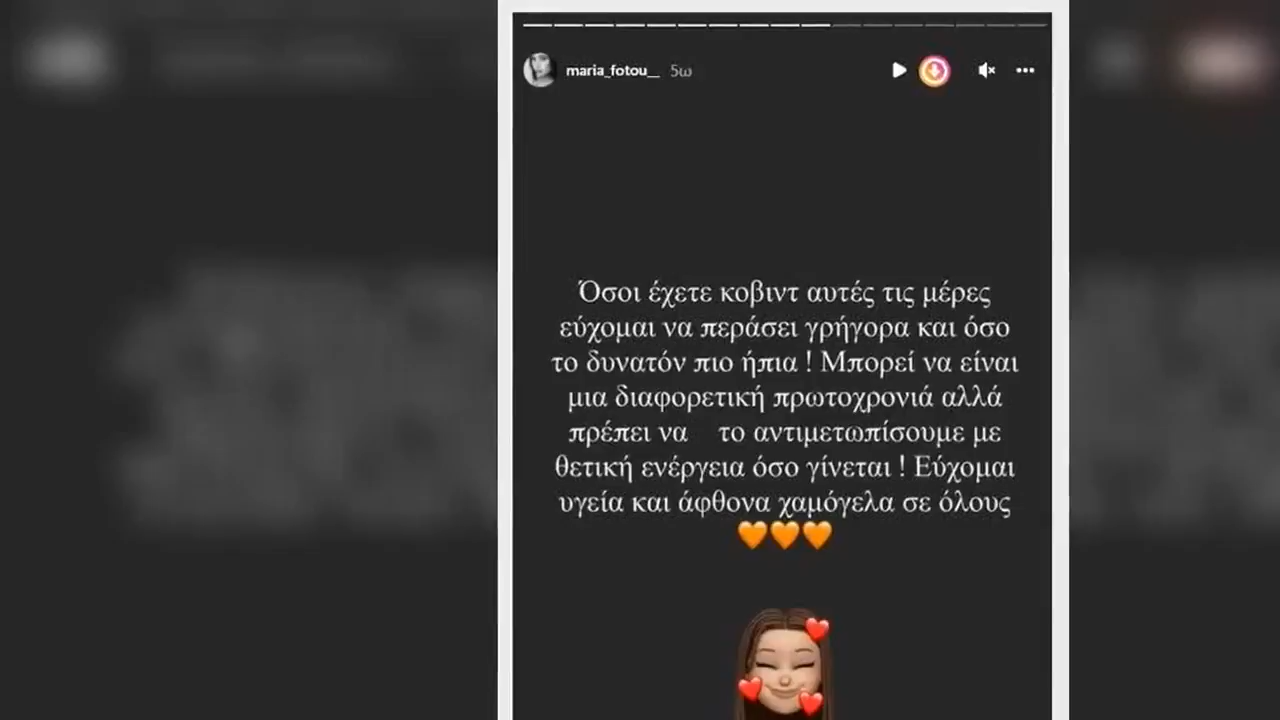 maria_fotou__ 5ω
Όσοι έχετε κοβιντ αυτές τις μέρες
εύχομαι να περάσει γρήγορα και όσο
το δυνατόν πιο ήπια ! Μπορεί να είναι
μια διαφορετική πρωτοχρονιά αλλά
πρέπει να το αντιμετωπίσουμε με
θετική ενέργεια όσο γίνεται ! Εύχομαι
υγεία και άφθονα χαμόγελα σε όλους
🧡🧡🧡